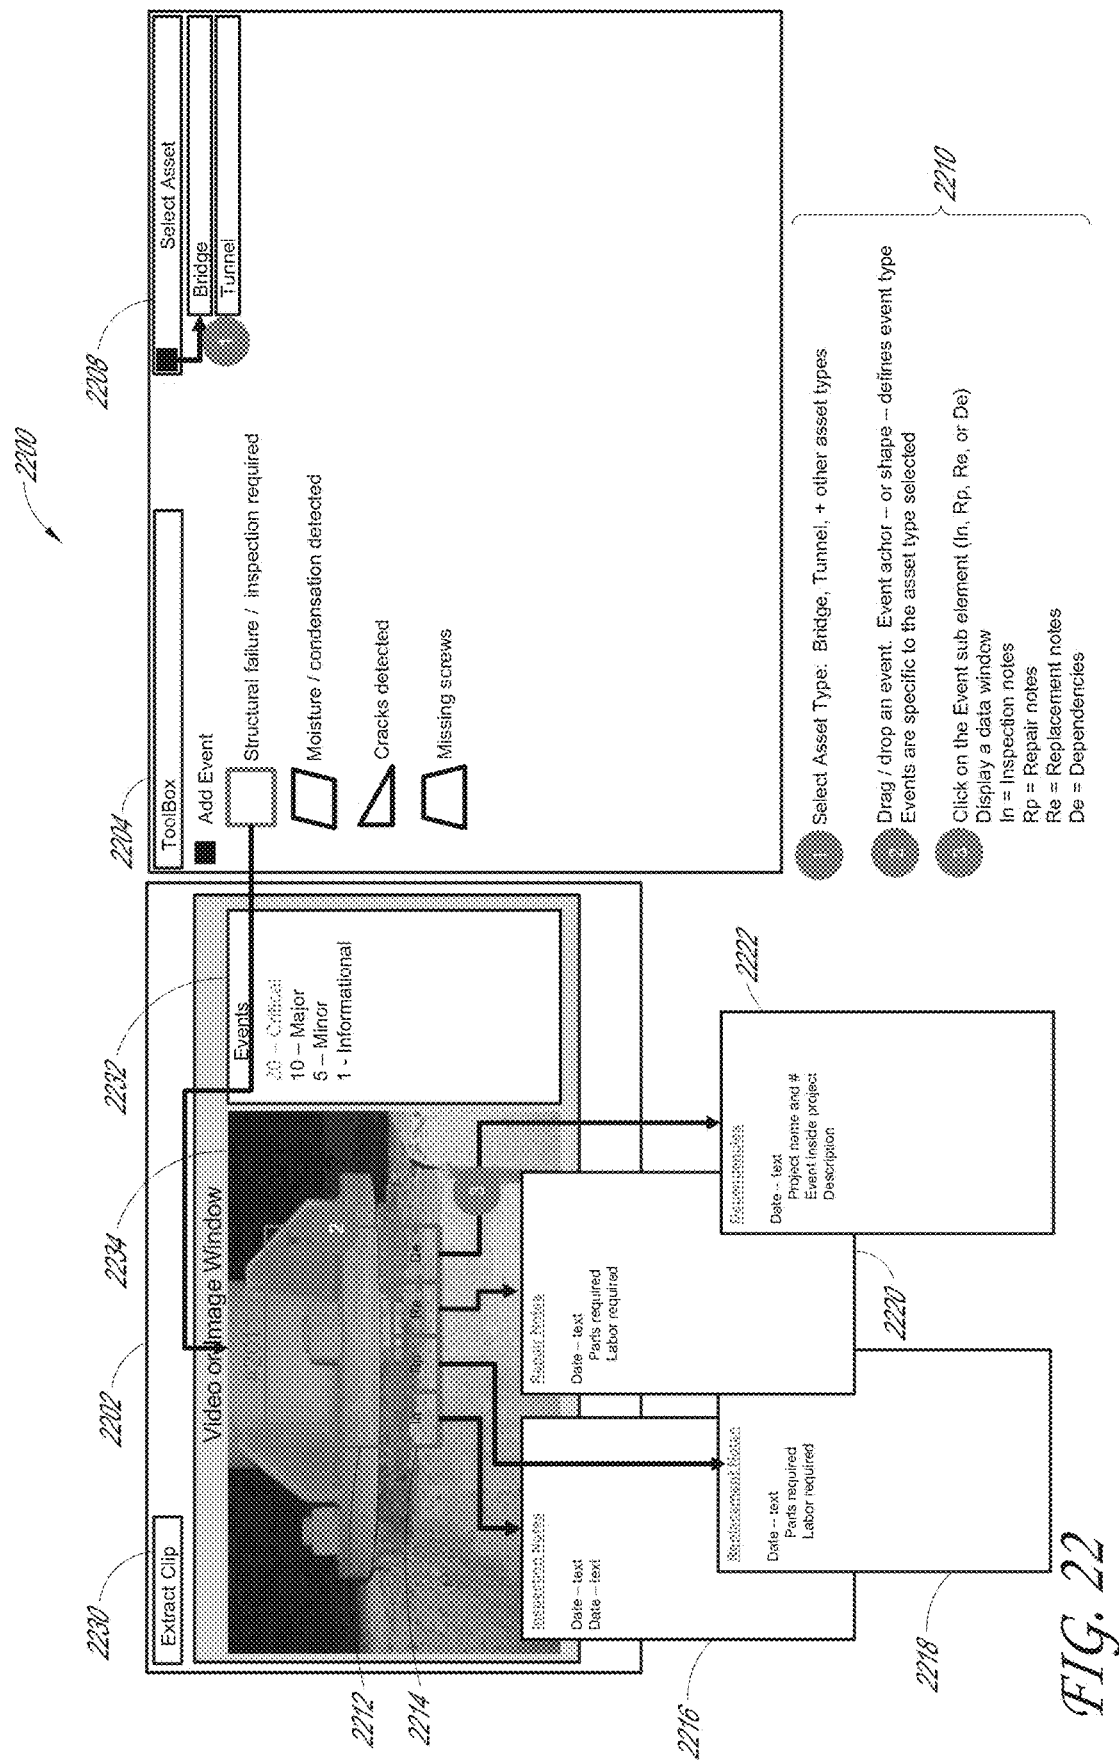 2200
2202
2234
2232
2204
2208
2230
Extract Clip
Video or Image Window
Events
20 – Critical
10 – Major
5 – Minor
1 - Informational
ToolBox
Add Event
Structural failure / inspection required
Moisture / condensation detected
Cracks detected
Missing screws
Select Asset
Bridge
Tunnel
2212
2214
Inspection Notes
Date – text
Date – text
2216
Replacement Notes
Date – text
Parts required
Labor required
2218
Repair Notes
Date – text
Parts required
Labor required
2220
Dependencies
Date – text
Project name and #
Event inside project
Description
2222
Select Asset Type: Bridge, Tunnel, + other asset types
Drag / drop an event. Event achor – or shape – defines event type
Events are specific to the asset type selected
Click on the Event sub element (In, Rp, Re, or De)
Display a data window
In = Inspection notes
Rp = Repair notes
Re = Replacement notes
De = Dependencies
2210
FIG. 22